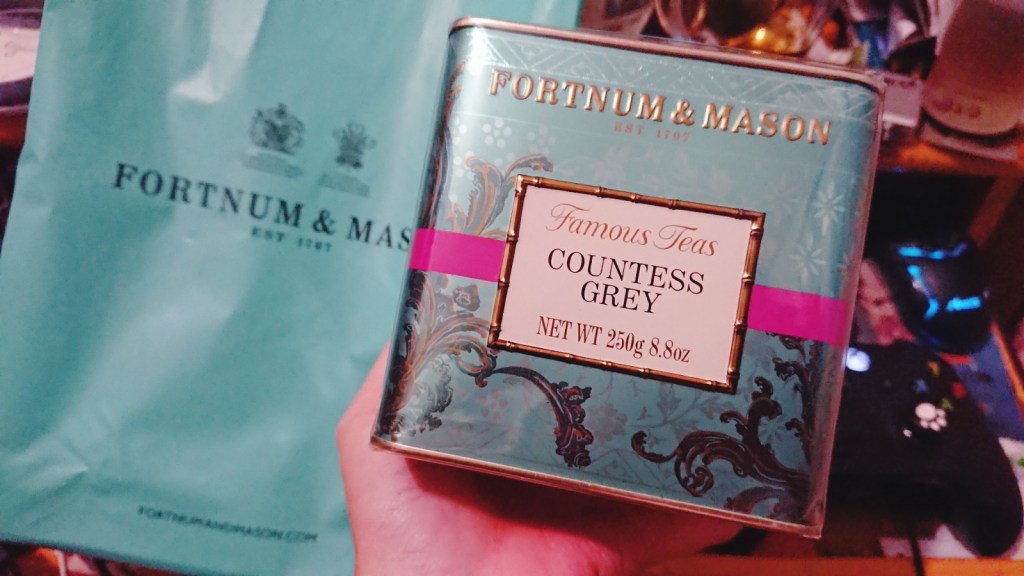 FORTNUM & MAS
EST 1707
FORTNUMANDMASON.COM
FORTNUM & MASON
EST 1707
Famous Teas
COUNTESS
GREY
NET WT 250g 8.8oz